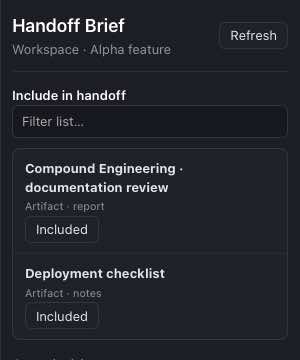 Handoff Brief
Workspace · Alpha feature
Refresh
Include in handoff
Filter list...
Compound Engineering ·
documentation review
Artifact · report
Included
Deployment checklist
Artifact · notes
Included